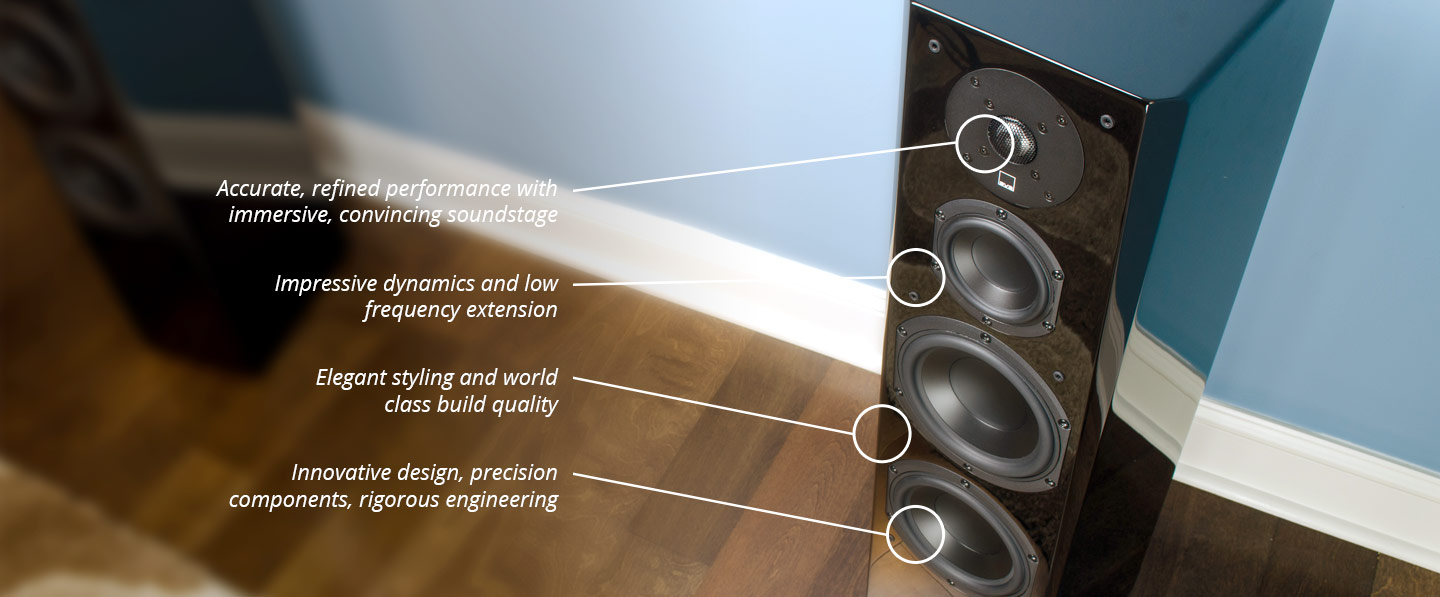 Accurate, refined performance with
immersive, convincing soundstage
Impressive dynamics and low
frequency extension
Elegant styling and world
class build quality
Innovative design, precision
components, rigorous engineering